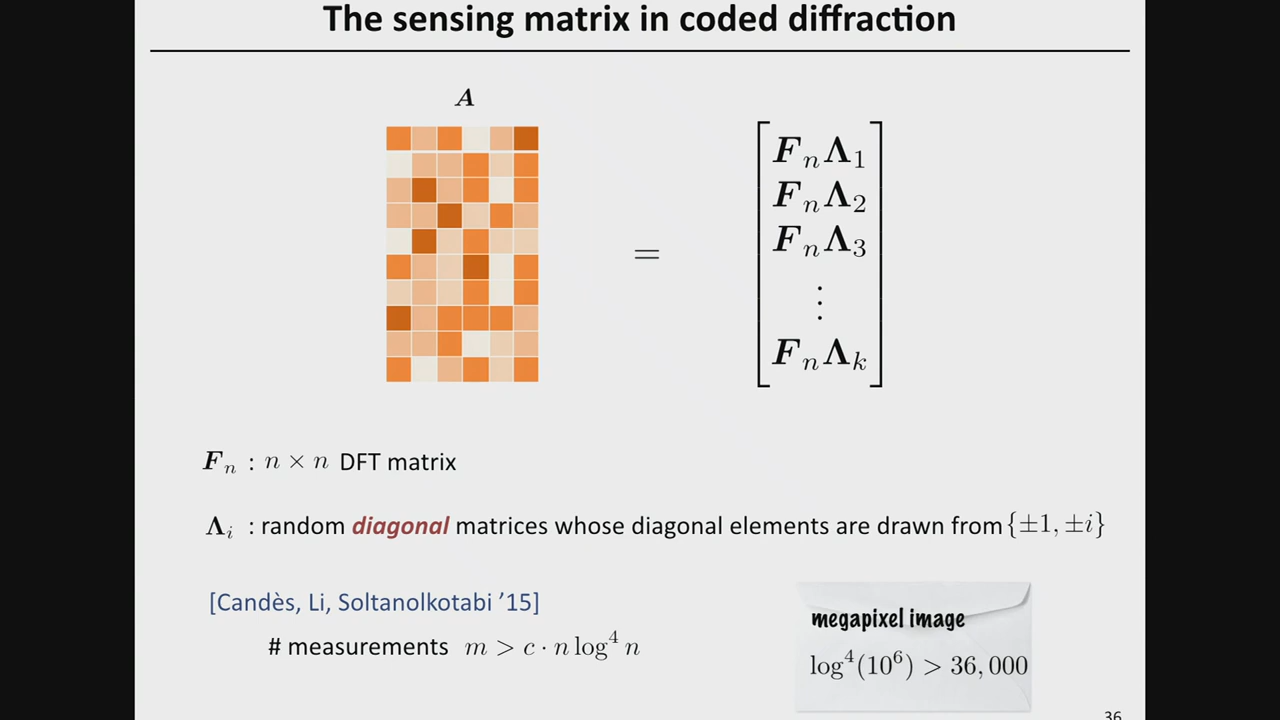 The sensing matrix in coded diffraction
A
=
F_n Λ_1
F_n Λ_2
F_n Λ_3
⋮
F_n Λ_k
F_n : n × n DFT matrix
Λ_i : random diagonal matrices whose diagonal elements are drawn from {±1, ±i}
[Candès, Li, Soltanolkotabi ’15]
# measurements m > c · n log^4 n
megapixel image
log^4(10^6) > 36,000
36